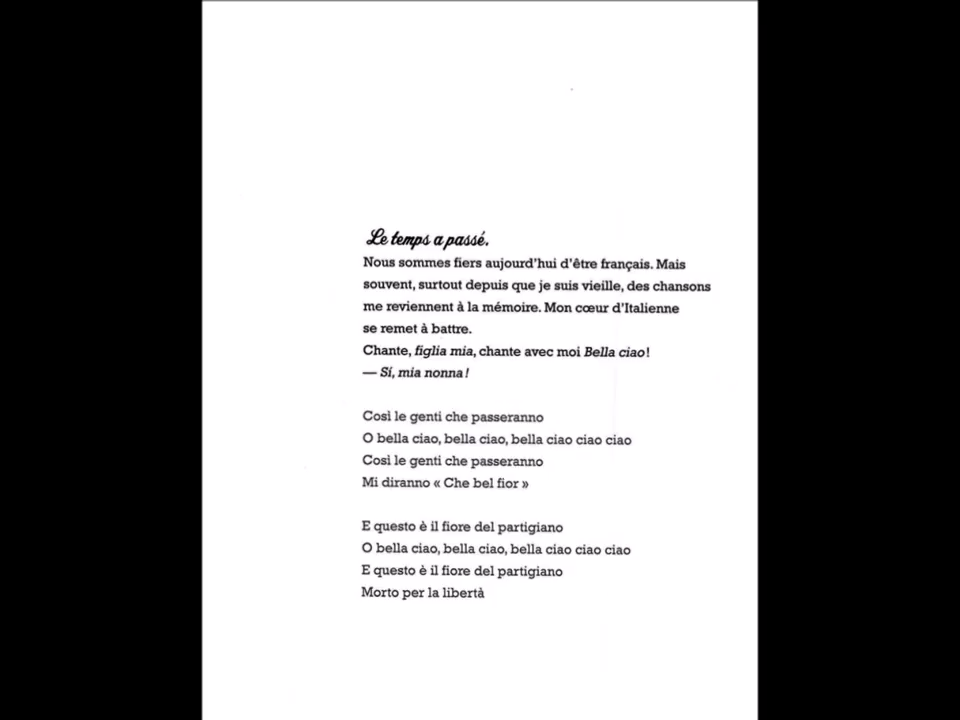 Le temps a passé.
Nous sommes fiers aujourd'hui d'être français. Mais
souvent, surtout depuis que je suis vieille, des chansons
me reviennent à la mémoire. Mon cœur d'Italienne
se remet à battre.
Chante, figlia mia, chante avec moi Bella ciao !
— Sí, mia nonna !
Così le genti che passeranno
O bella ciao, bella ciao, bella ciao ciao ciao
Così le genti che passeranno
Mi diranno « Che bel fior »
E questo è il fiore del partigiano
O bella ciao, bella ciao, bella ciao ciao ciao
E questo è il fiore del partigiano
Morto per la libertà